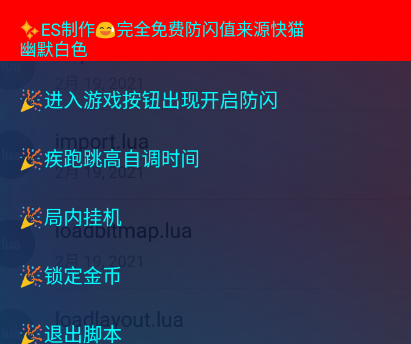 ✨ES制作😄完全免费防闪值来源快猫
幽默白色
2月 19, 2021
🎉进入游戏按钮出现开启防闪
import.lua
🎉疾跑跳高自调时间
2月 19, 2021
🎉局内挂机
loadbitmap.lua
2月 19, 2021
🎉锁定金币
loadlayout.lua
🎉退出脚本